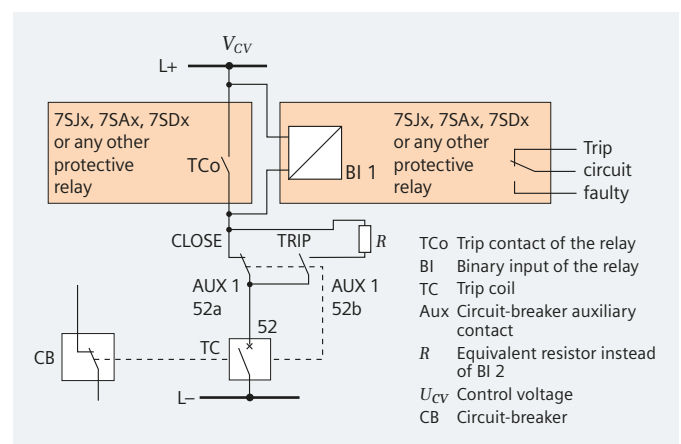 V_CV
L+
7SJx, 7SAx, 7SDx
or any other
protective
relay
TCo
7SJx, 7SAx, 7SDx
or any other
protective
relay
BI 1
Trip
circuit
faulty
CLOSE
TRIP
R
AUX 1
52a
AUX 1
52b
52
TC
CB
L–
TCo Trip contact of the relay
BI Binary input of the relay
TC Trip coil
Aux Circuit-breaker auxiliary
contact
R Equivalent resistor instead
of BI 2
U_CV Control voltage
CB Circuit-breaker